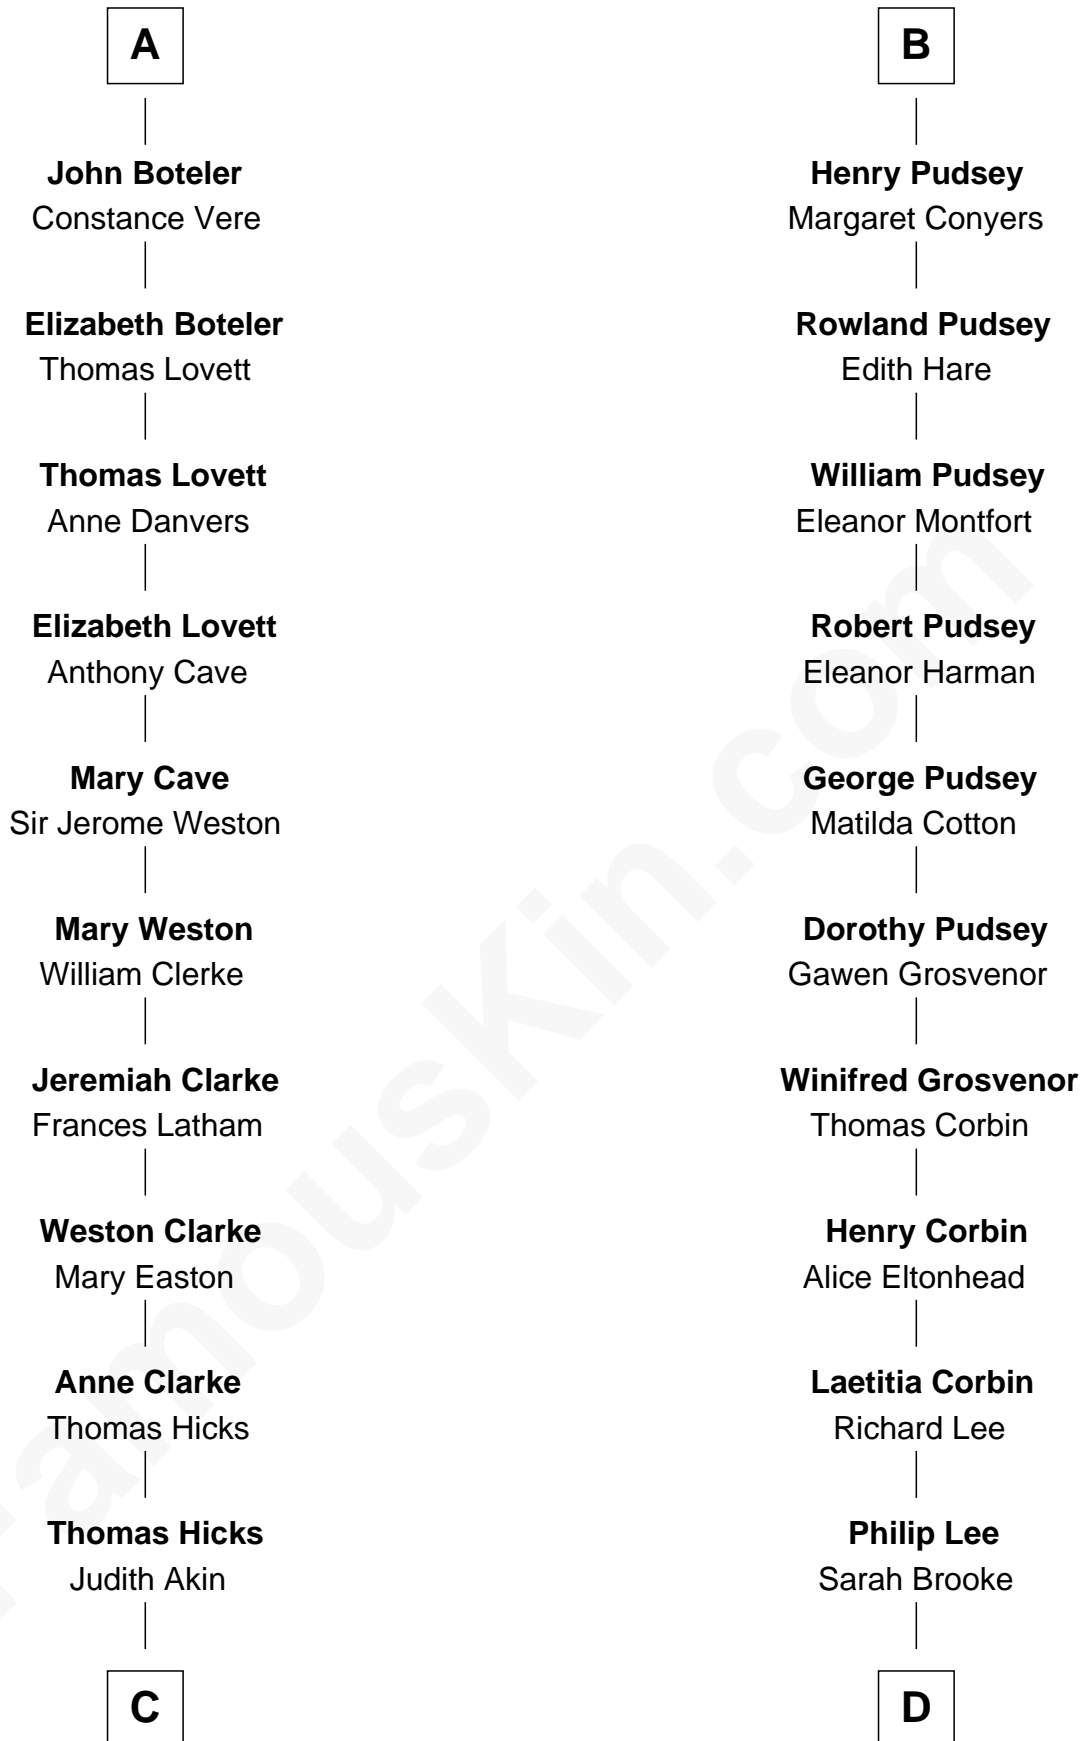 A
John Boteler
Constance Vere
Elizabeth Boteler
Thomas Lovett
Thomas Lovett
Anne Danvers
Elizabeth Lovett
Anthony Cave
Mary Cave
Sir Jerome Weston
Mary Weston
William Clerke
Jeremiah Clarke
Frances Latham
Weston Clarke
Mary Easton
Anne Clarke
Thomas Hicks
Thomas Hicks
Judith Akin
C
B
Henry Pudsey
Margaret Conyers
Rowland Pudsey
Edith Hare
William Pudsey
Eleanor Montfort
Robert Pudsey
Eleanor Harman
George Pudsey
Matilda Cotton
Dorothy Pudsey
Gawen Grosvenor
Winifred Grosvenor
Thomas Corbin
Henry Corbin
Alice Eltonhead
Laetitia Corbin
Richard Lee
Philip Lee
Sarah Brooke
D
FamousKin.com